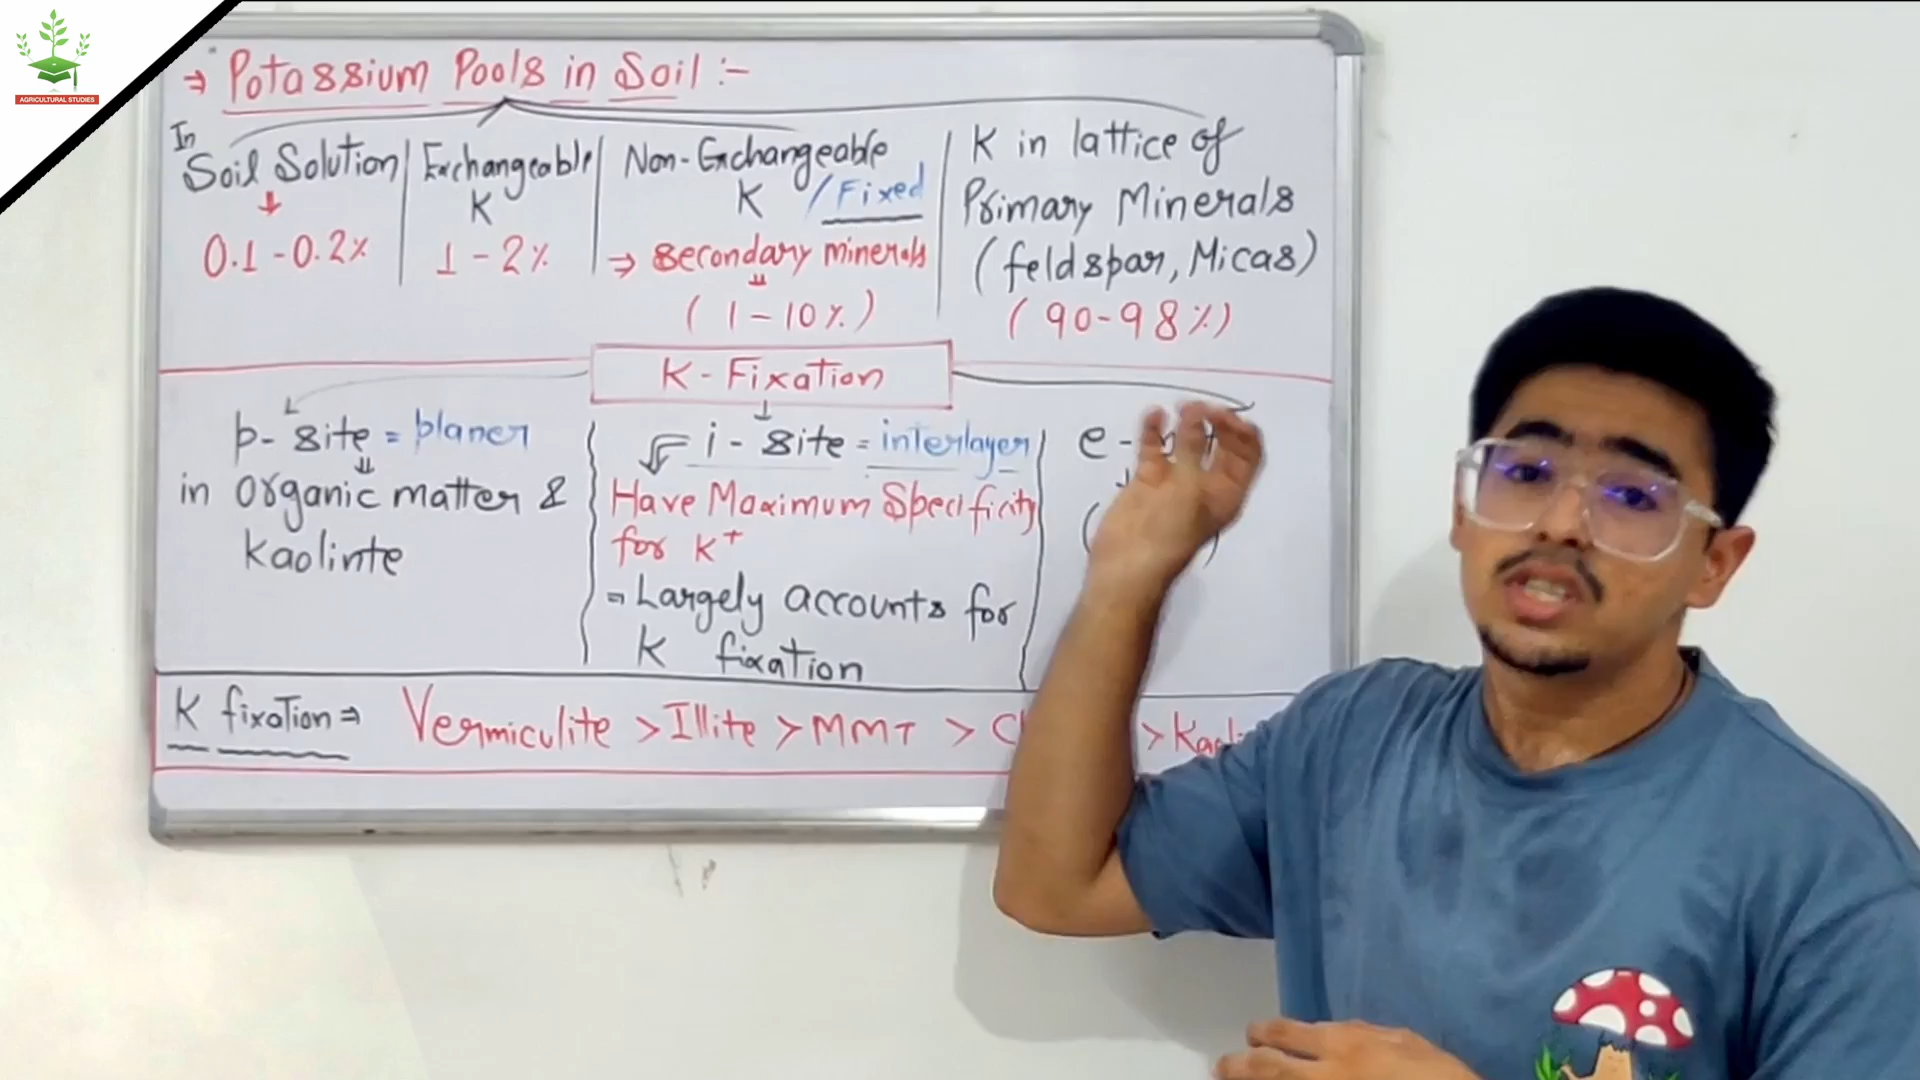 AGRICULTURAL STUDIES
⇒ Potassium Pools in Soil :-
In Soil Solution
↓
0.1 - 0.2%
Exchangeable
K
1 - 2%
Non-Exchangeable
K / Fixed
⇒ secondary minerals
(1 - 10%)
K in lattice of
Primary Minerals
(feldspar, Micas)
(90-98%)
K - Fixation
p- site = planer
in Organic matter &
Kaolinte
i - site = interlayer
Have Maximum Specificity
for K+
= Largely accounts for
K fixation
e -
K fixation ⇒ Vermiculite > Illite > MMT > >